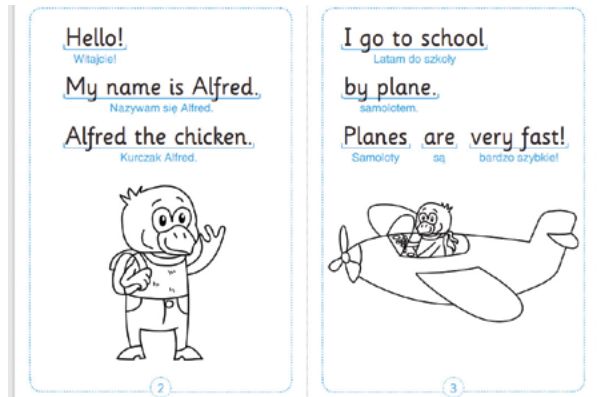 Hello!
Witajcie!
My name is Alfred.
Nazywam się Alfred.
Alfred the chicken.
Kurczak Alfred.
2
I go to school
Latam do szkoły
by plane.
samolotem.
Planes are very fast!
Samoloty są bardzo szybkie!
3